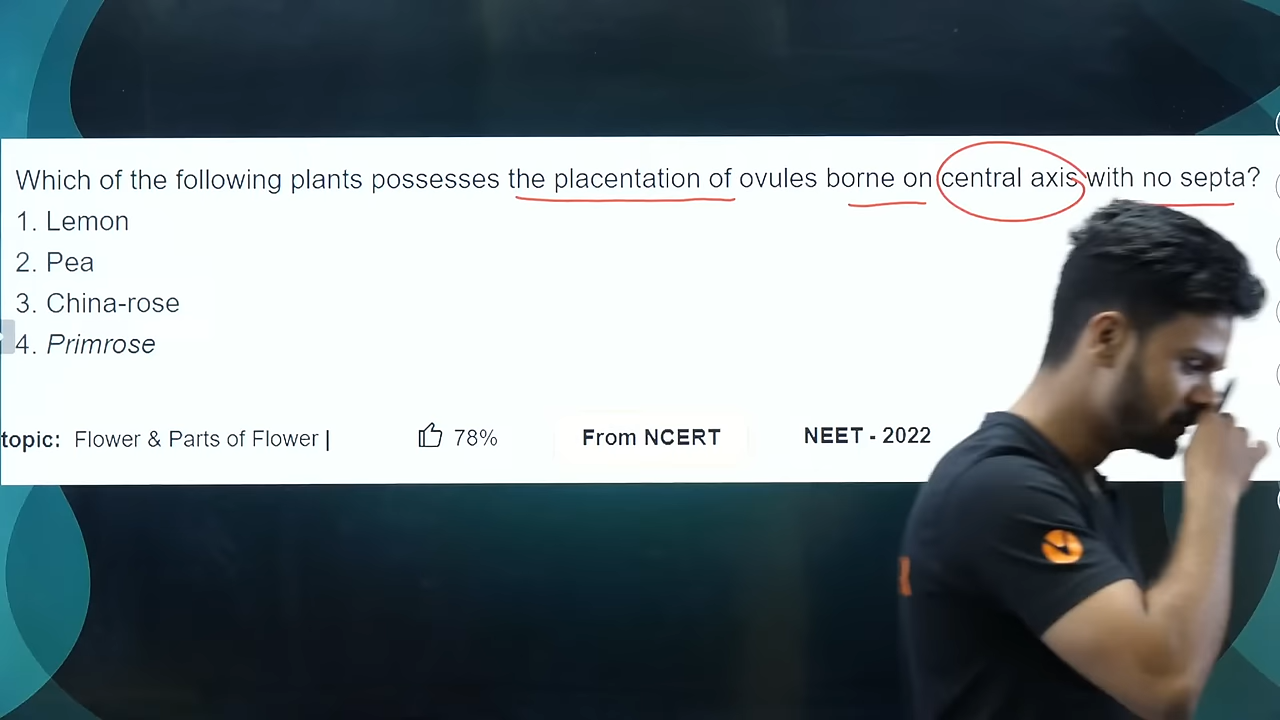 Which of the following plants possesses the placentation of ovules borne on central axis with no septa?
1. Lemon
2. Pea
3. China-rose
4. Primrose
topic: Flower & Parts of Flower | 78% From NCERT NEET - 2022